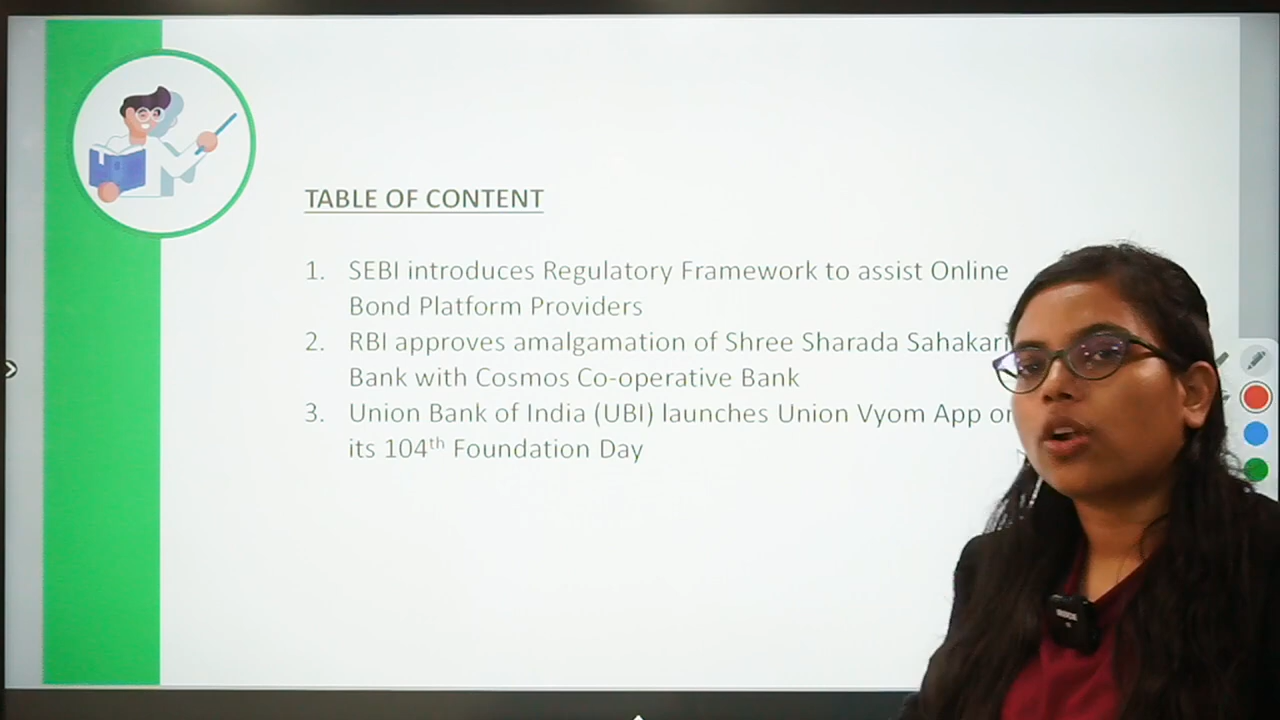 TABLE OF CONTENT
1. SEBI introduces Regulatory Framework to assist Online
Bond Platform Providers
2. RBI approves amalgamation of Shree Sharada Sahakari
Bank with Cosmos Co-operative Bank
3. Union Bank of India (UBI) launches Union Vyom App
its 104th Foundation Day